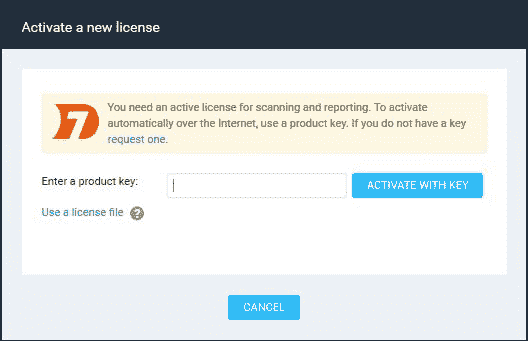 Activate a new license
You need an active license for scanning and reporting. To activate
automatically over the Internet, use a product key. If you do not have a key
request one.
Enter a product key:
ACTIVATE WITH KEY
Use a license file ?
CANCEL